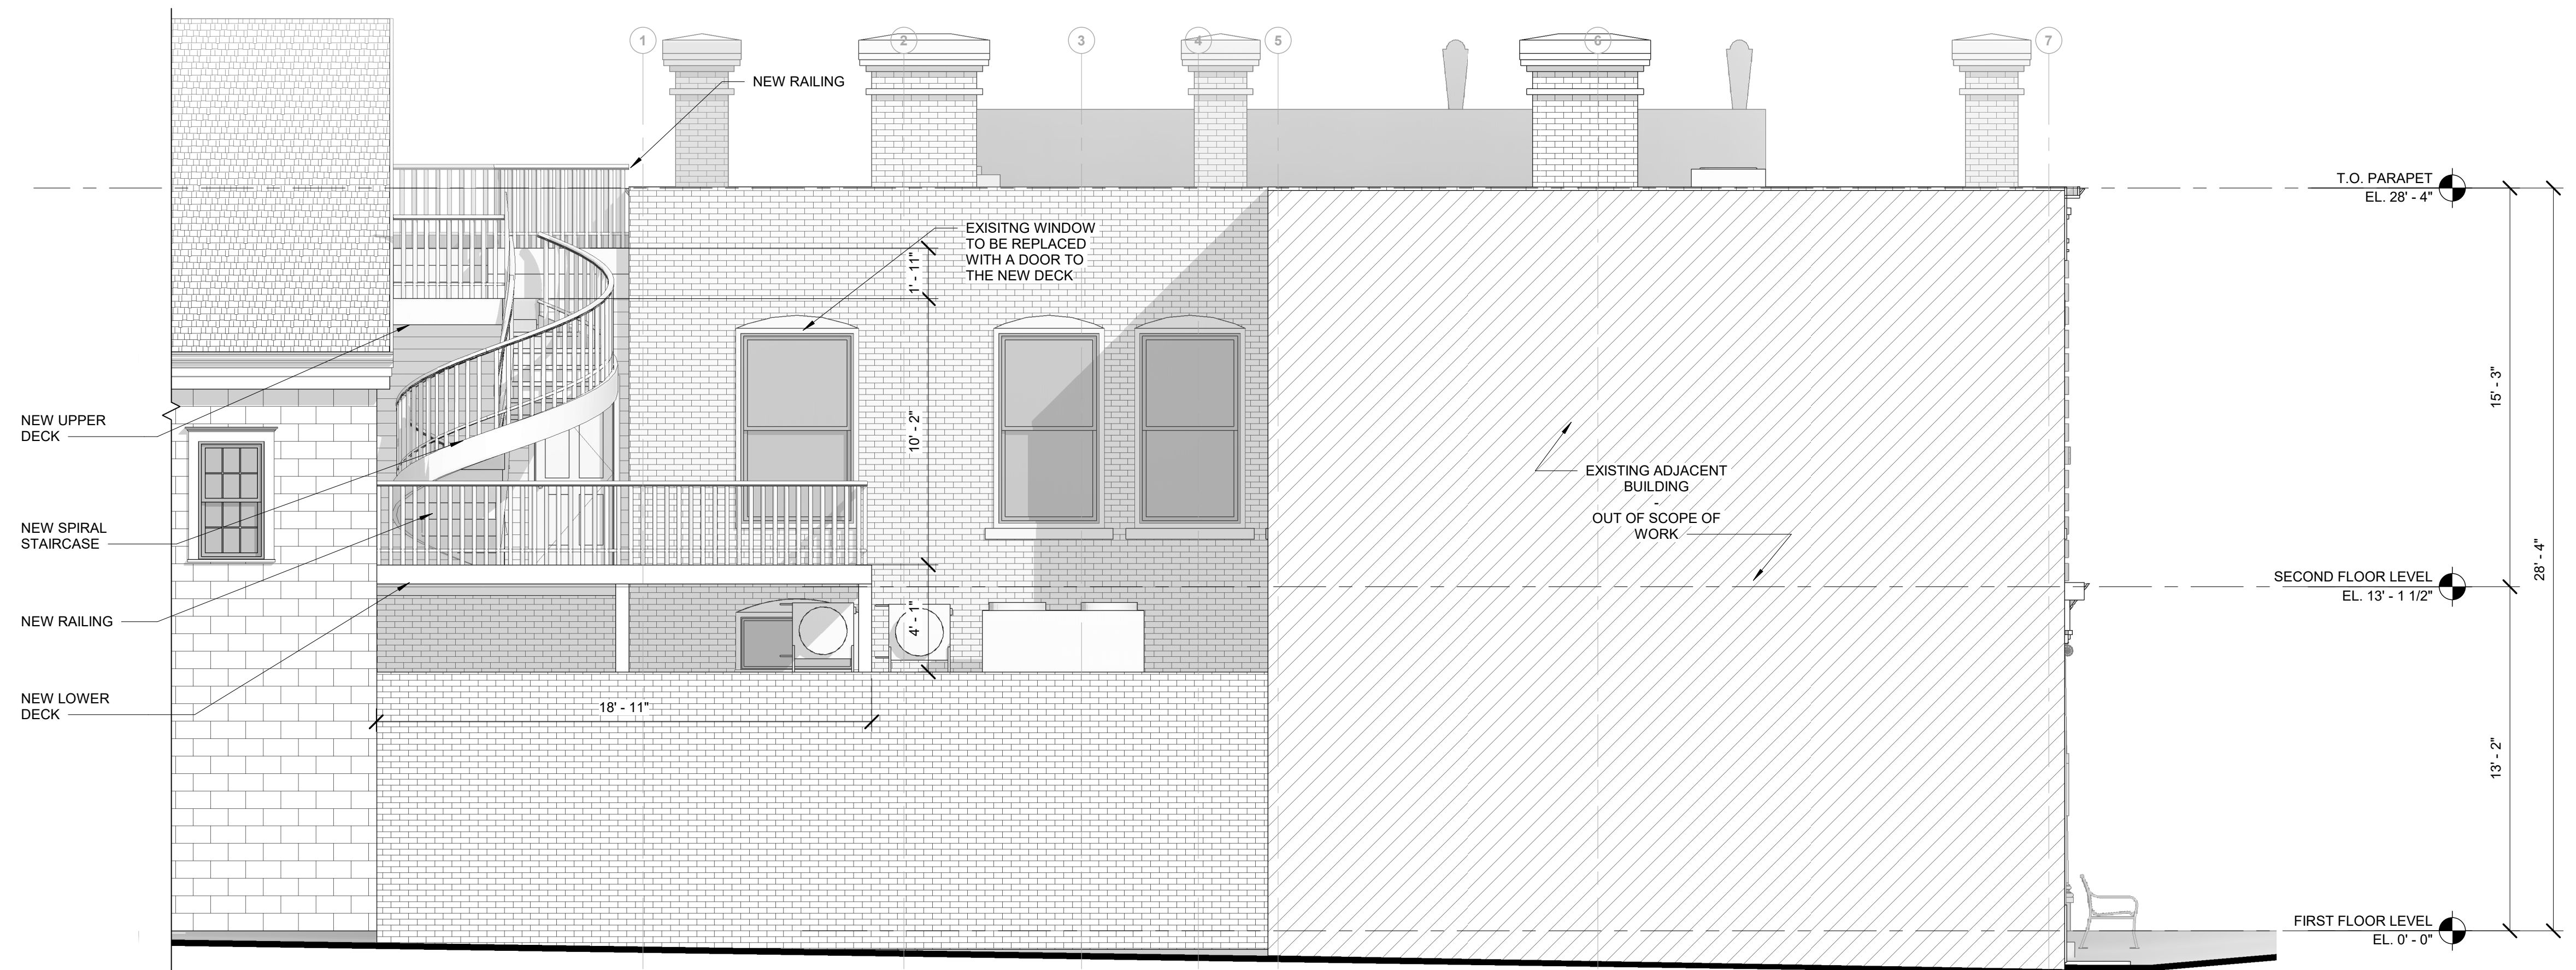 1
2
3
4
5
6
7
NEW RAILING
EXISITNG WINDOW
TO BE REPLACED
WITH A DOOR TO
THE NEW DECK
1' - 11"
10' - 2"
4' - 1"
18' - 11"
NEW UPPER
DECK
NEW SPIRAL
STAIRCASE
NEW RAILING
NEW LOWER
DECK
EXISTING ADJACENT
BUILDING
-
OUT OF SCOPE OF
WORK
T.O. PARAPET
EL. 28' - 4"
15' - 3"
28' - 4"
SECOND FLOOR LEVEL
EL. 13' - 1 1/2"
13' - 2"
FIRST FLOOR LEVEL
EL. 0' - 0"